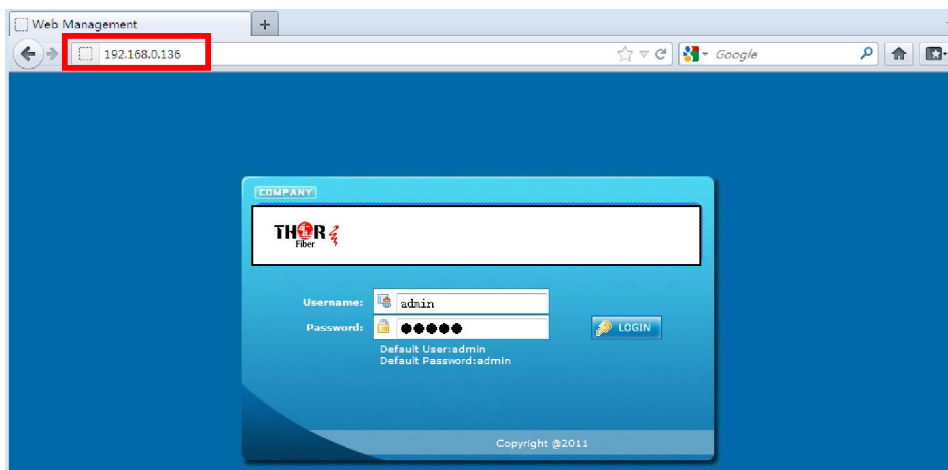 Web Management
192.168.0.136
Google
COMPANY
THOR
Fiber
Username: admin
Password: ●●●●●
LOGIN
Default User:admin
Default Password:admin
Copyright @2011